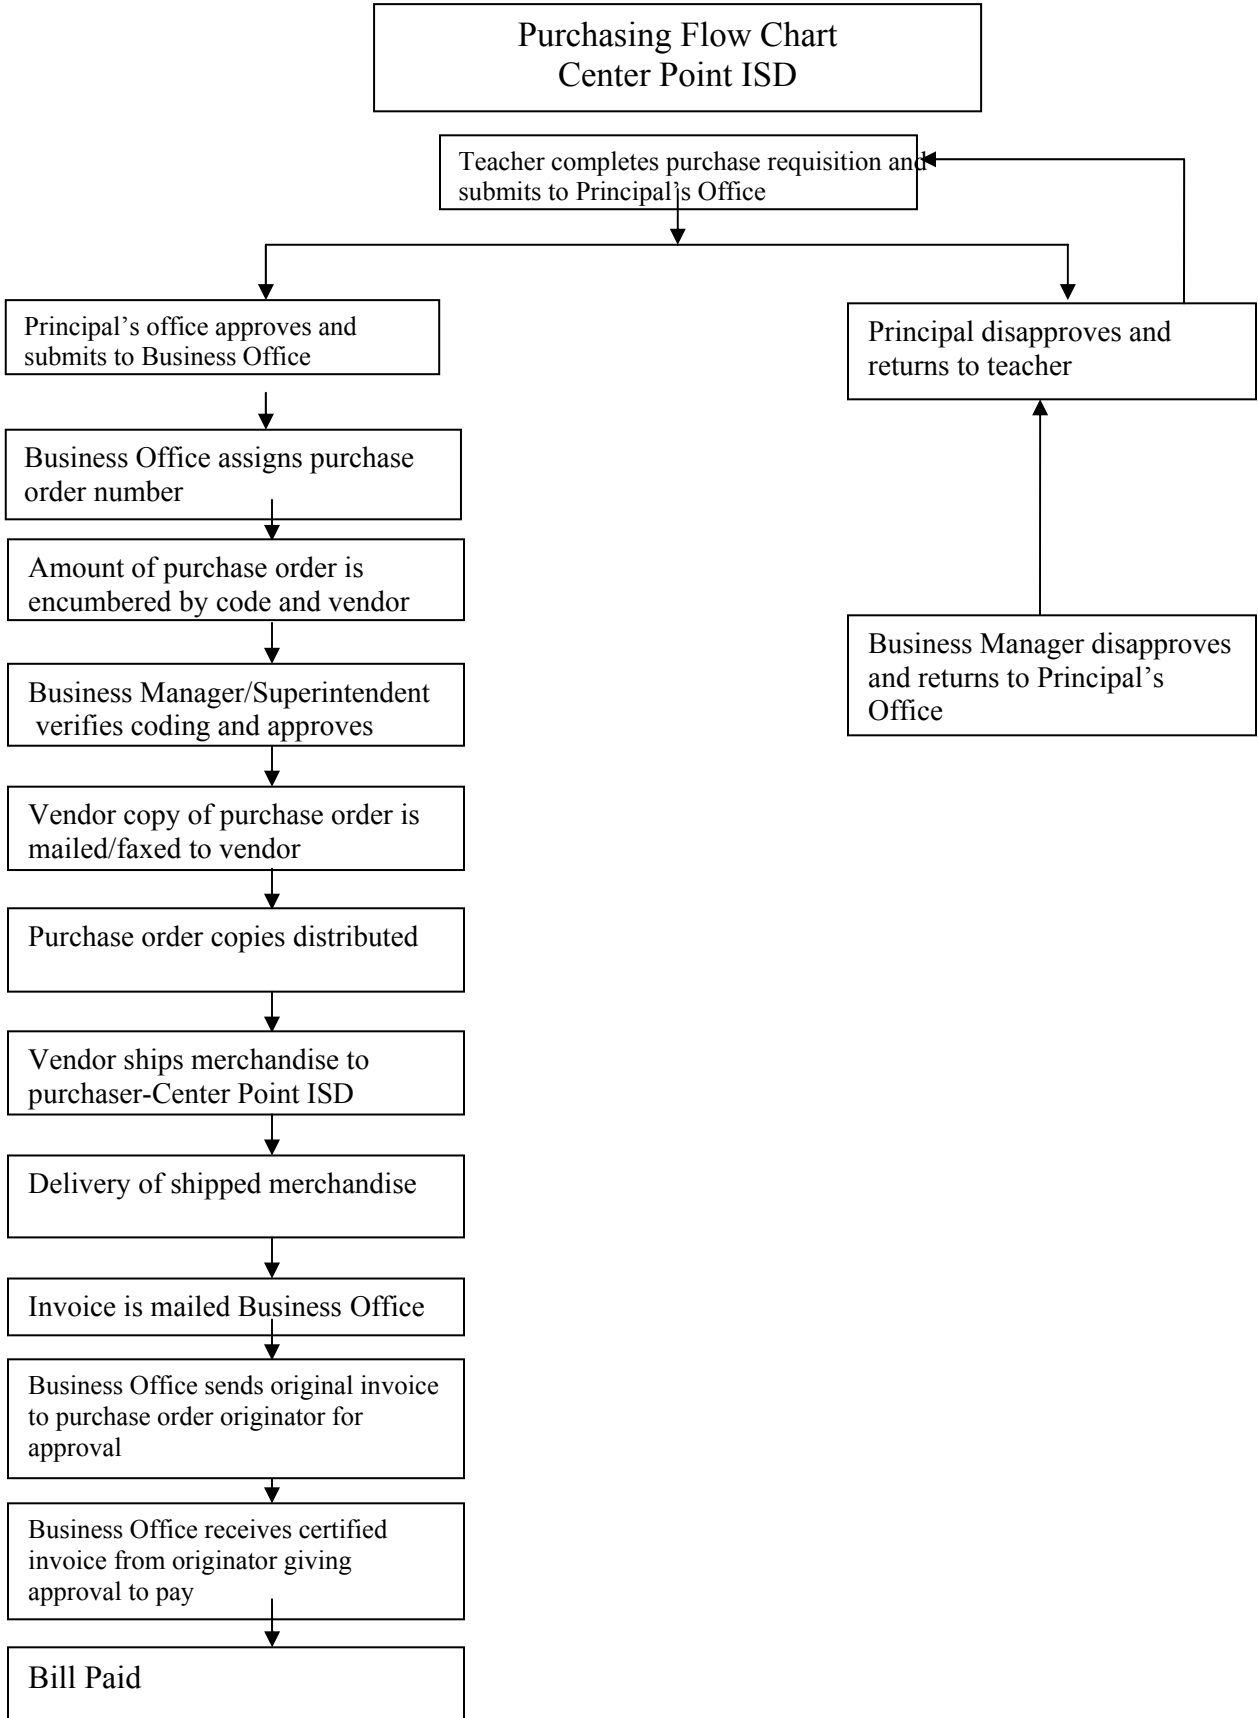 Purchasing Flow Chart
Center Point ISD
Teacher completes purchase requisition and
submits to Principal’s Office
Principal’s office approves and
submits to Business Office
Principal disapproves and
returns to teacher
Business Office assigns purchase
order number
Amount of purchase order is
encumbered by code and vendor
Business Manager disapproves
and returns to Principal’s
Office
Business Manager/Superintendent
verifies coding and approves
Vendor copy of purchase order is
mailed/faxed to vendor
Purchase order copies distributed
Vendor ships merchandise to
purchaser-Center Point ISD
Delivery of shipped merchandise
Invoice is mailed Business Office
Business Office sends original invoice
to purchase order originator for
approval
Business Office receives certified
invoice from originator giving
approval to pay
Bill Paid